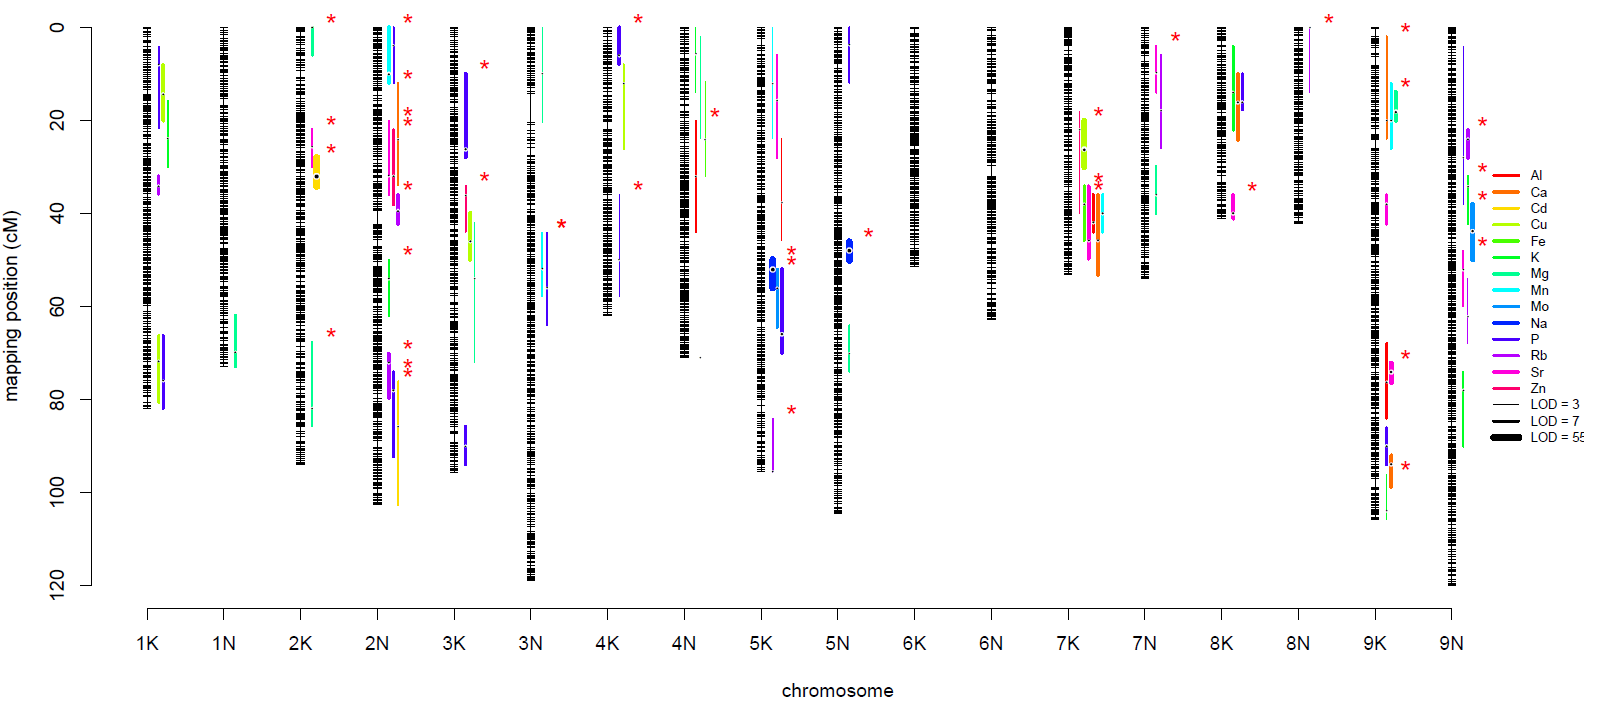 mapping position (cM)
0
20
40
60
80
100
120
* * * * * * * * * * * * * * * * * * * * * * * * * * * * * * * * * * * * * * * * * *
Al
Ca
Cd
Cu
Fe
K
Mg
Mn
Mo
Na
P
Rb
Sr
Zn
LOD = 3
LOD = 7
LOD = 55
1K 1N 2K 2N 3K 3N 4K 4N 5K 5N 6K 6N 7K 7N 8K 8N 9K 9N
chromosome